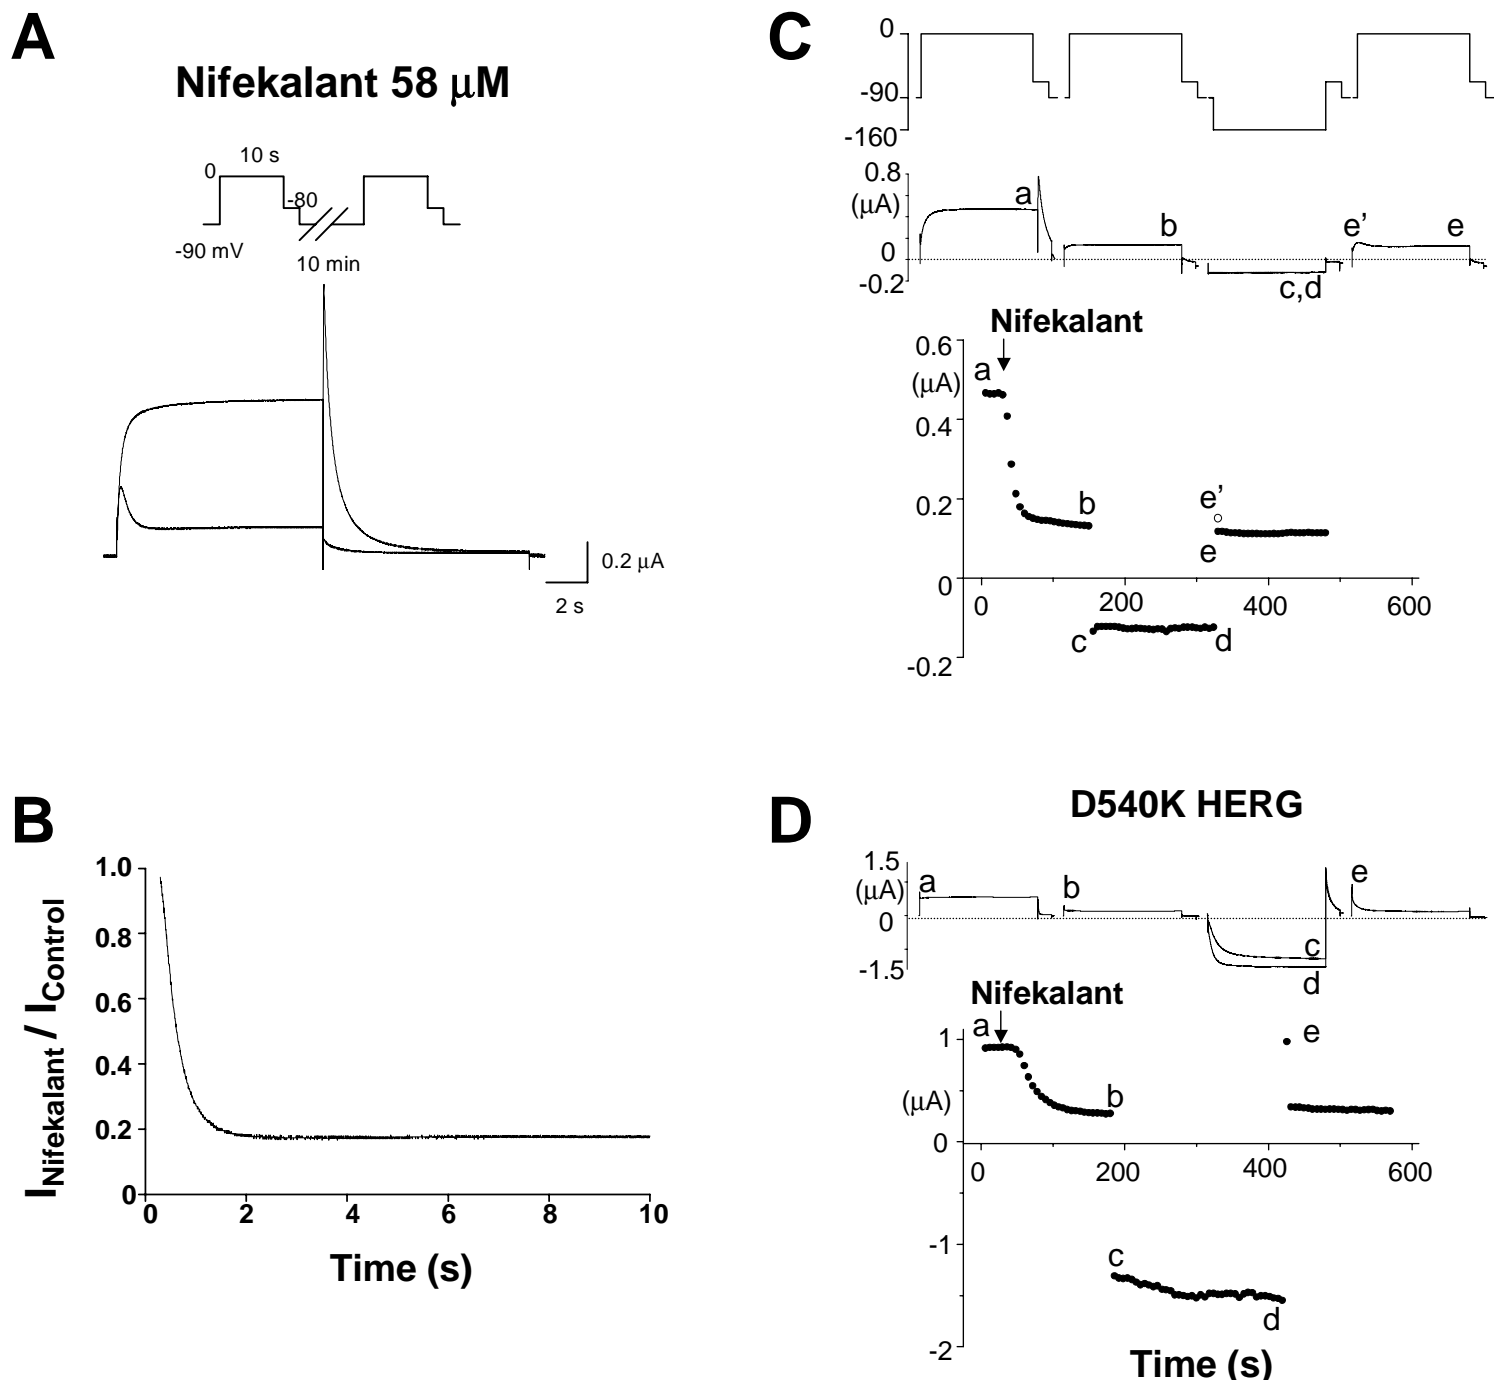 A
Nifekalant 58 μM
10 s
0
-80
-90 mV
10 min
0.2 μA
2 s
B
1.0
0.8
0.6
0.4
0.2
0
INifekalant / IControl
0 2 4 6 8 10
Time (s)
C
0
-90
-160
0.8
(μA)
0
-0.2
a
b
c,d
e’
e
Nifekalant
0.6
(μA)
0.4
0.2
0
-0.2
a
b
e’
e
c
d
0 200 400 600
D
D540K HERG
1.5
(μA)
0
-1.5
a
b
c
d
e
Nifekalant
1
(μA)
0
-1
-2
a
b
e
c
d
0 200 400 600
Time (s)